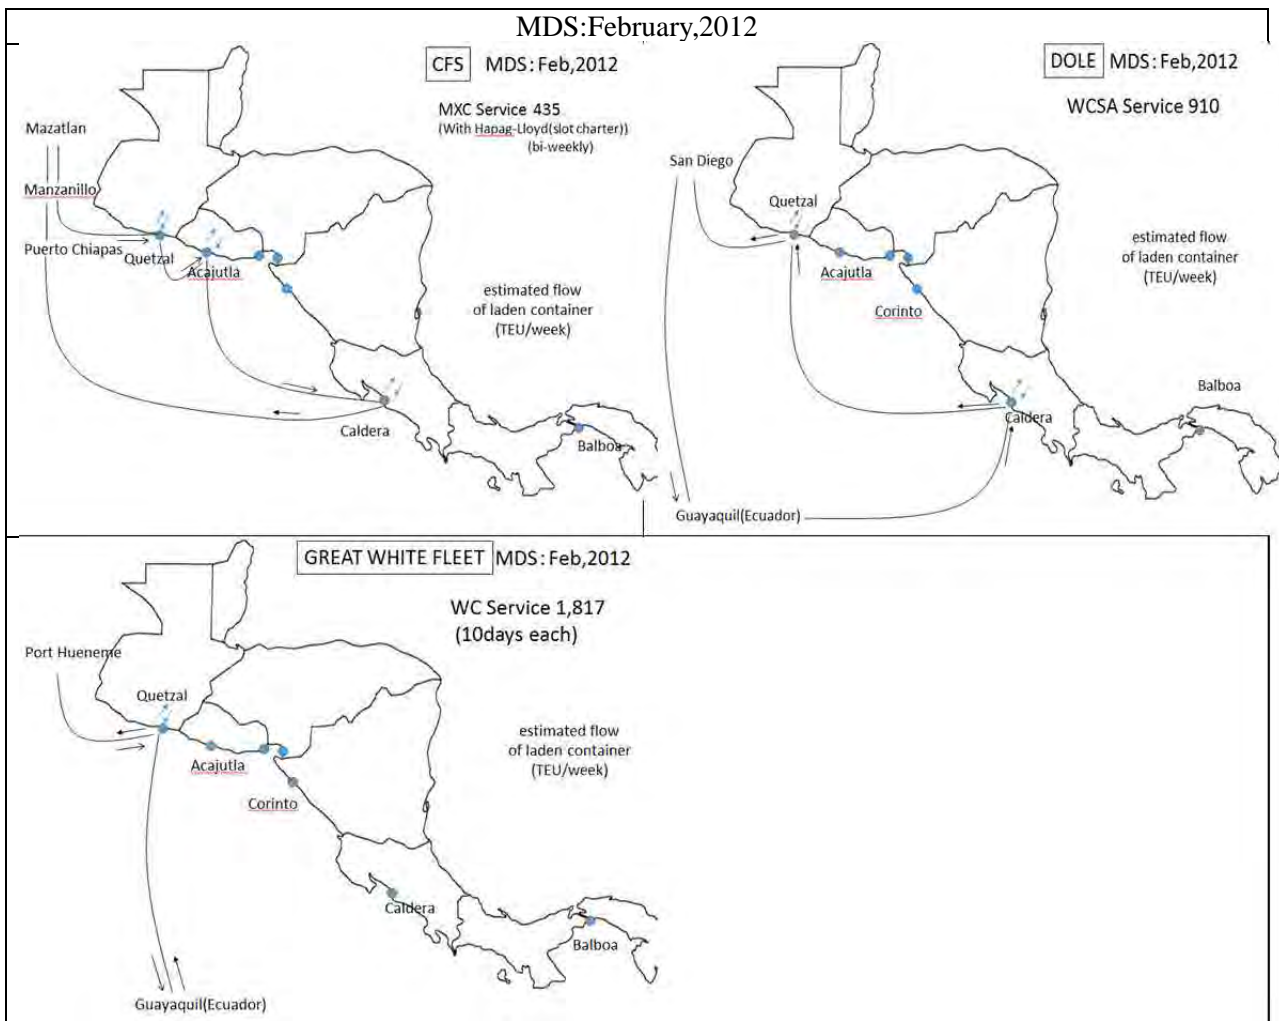 MDS:February,2012
CFS MDS: Feb,2012
MXC Service 435
(With Hapag-Lloyd(slot charter))
(bi-weekly)
Mazatlan
Manzanillo
Puerto Chiapas
Quetzal
Acajutla
estimated flow
of laden container
(TEU/week)
Caldera
Balboa
DOLE MDS: Feb,2012
WCSA Service 910
San Diego
Quetzal
Acajutla
Corinto
estimated flow
of laden container
(TEU/week)
Balboa
Caldera
Guayaquil(Ecuador)
GREAT WHITE FLEET MDS: Feb,2012
WC Service 1,817
(10days each)
Port Hueneme
Quetzal
Acajutla
Corinto
estimated flow
of laden container
(TEU/week)
Caldera
Balboa
Guayaquil(Ecuador)